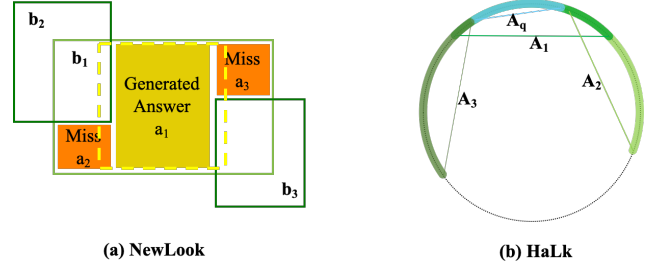 b2
b1
Miss
a3
Generated
Answer
a1
Miss
a2
b3
(a) NewLook
Aq
A1
A2
A3
(b) HaLk